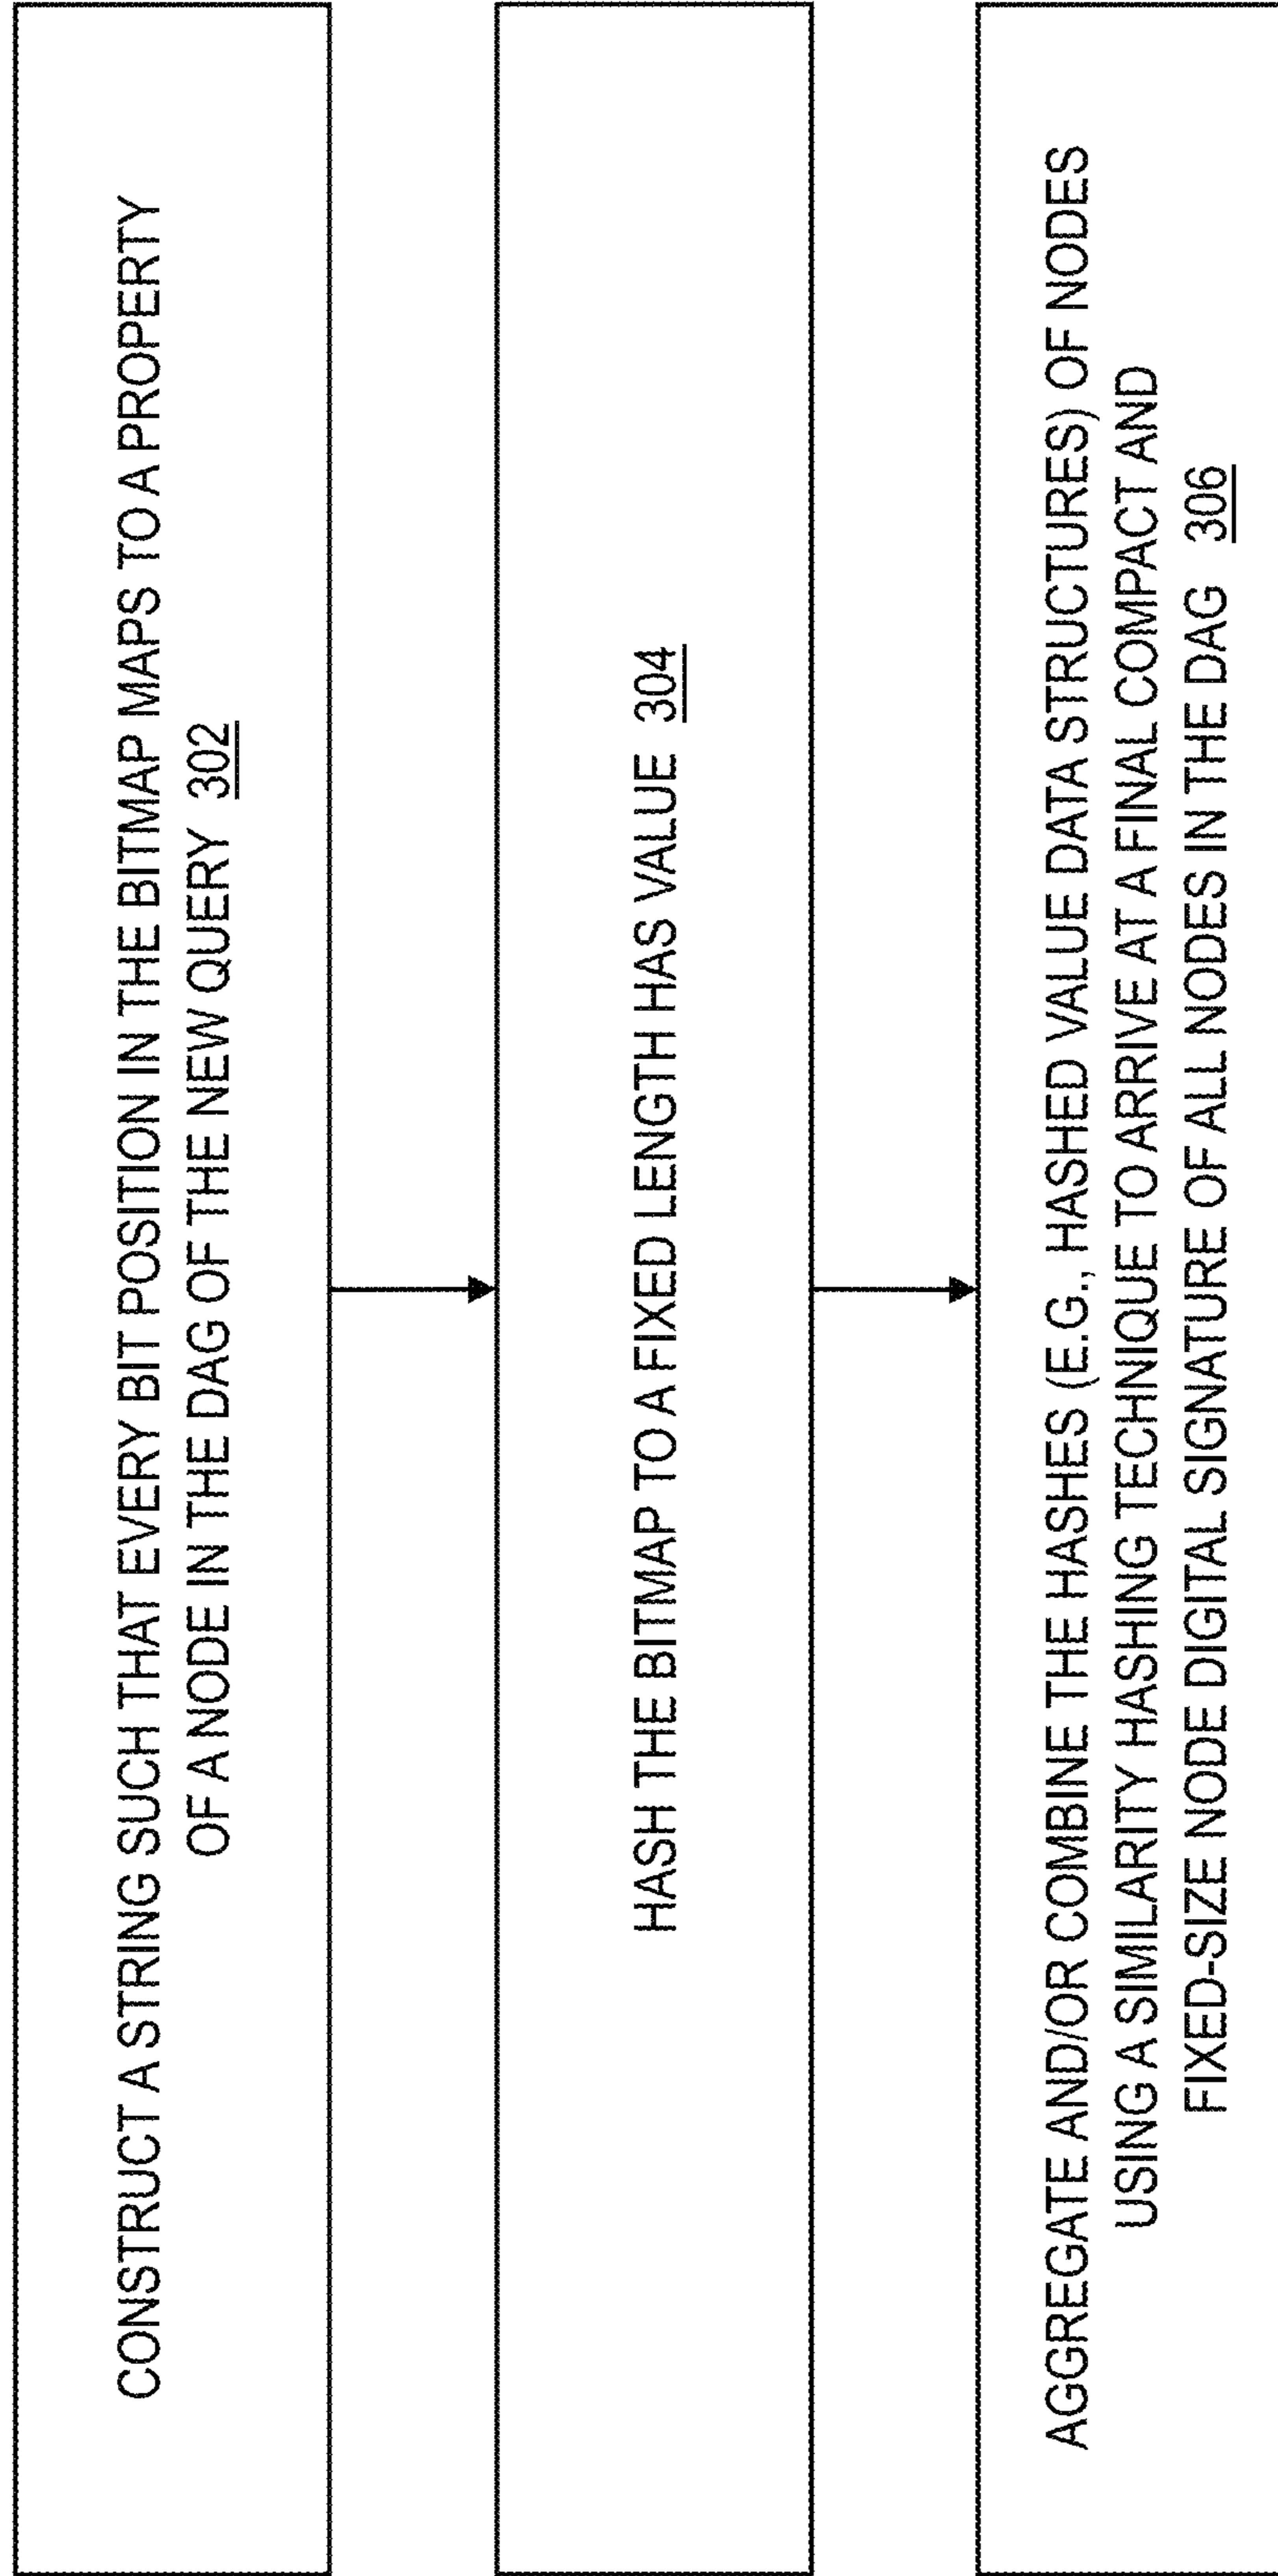 CONSTRUCT A STRING SUCH THAT EVERY BIT POSITION IN THE BITMAP MAPS TO A PROPERTY
OF A NODE IN THE DAG OF THE NEW QUERY 302
HASH THE BITMAP TO A FIXED LENGTH HAS VALUE 304
AGGREGATE AND/OR COMBINE THE HASHES (E.G., HASHED VALUE DATA STRUCTURES) OF NODES
USING A SIMILARITY HASHING TECHNIQUE TO ARRIVE AT A FINAL COMPACT AND
FIXED-SIZE NODE DIGITAL SIGNATURE OF ALL NODES IN THE DAG 306